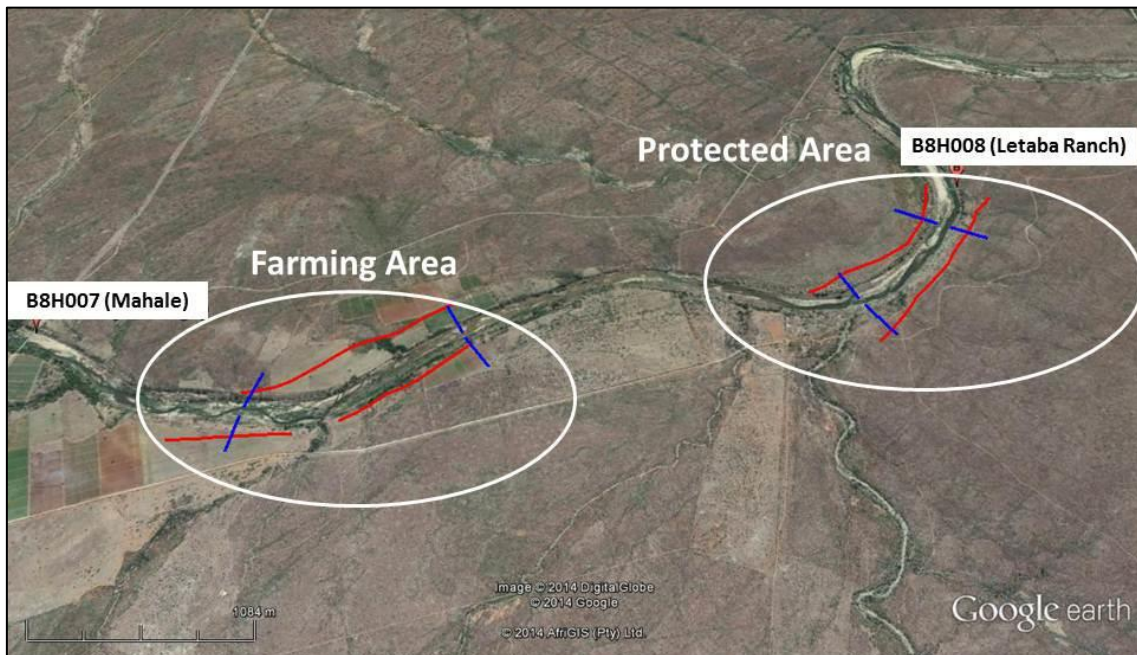 Protected Area
B8H008 (Letaba Ranch)
Farming Area
B8H007 (Mahale)
1084 m
Image © 2014 DigitalGlobe
© 2014 Google
© 2014 AfriGIS (Pty) Ltd.
Google earth